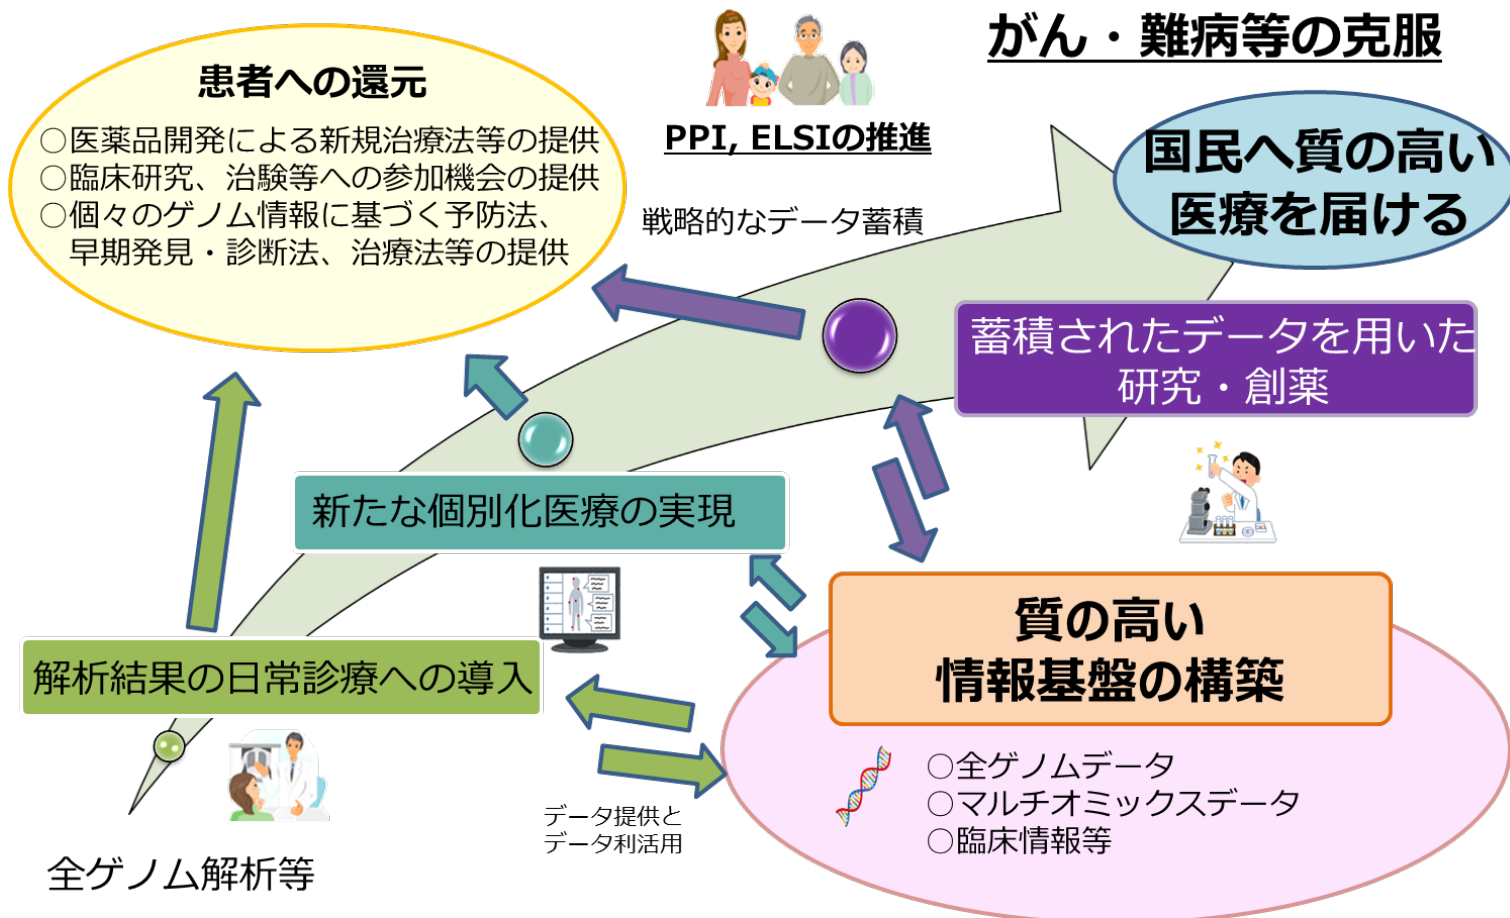 がん・難病等の克服
患者への還元
○医薬品開発による新規治療法等の提供
○臨床研究、治験等への参加機会の提供
○個々のゲノム情報に基づく予防法、
早期発見・診断法、治療法等の提供
PPI, ELSIの推進
国民へ質の高い
医療を届ける
戦略的なデータ蓄積
蓄積されたデータを用いた
研究・創薬
新たな個別化医療の実現
解析結果の日常診療への導入
質の高い
情報基盤の構築
○全ゲノムデータ
○マルチオミックスデータ
○臨床情報等
データ提供と
データ利活用
全ゲノム解析等